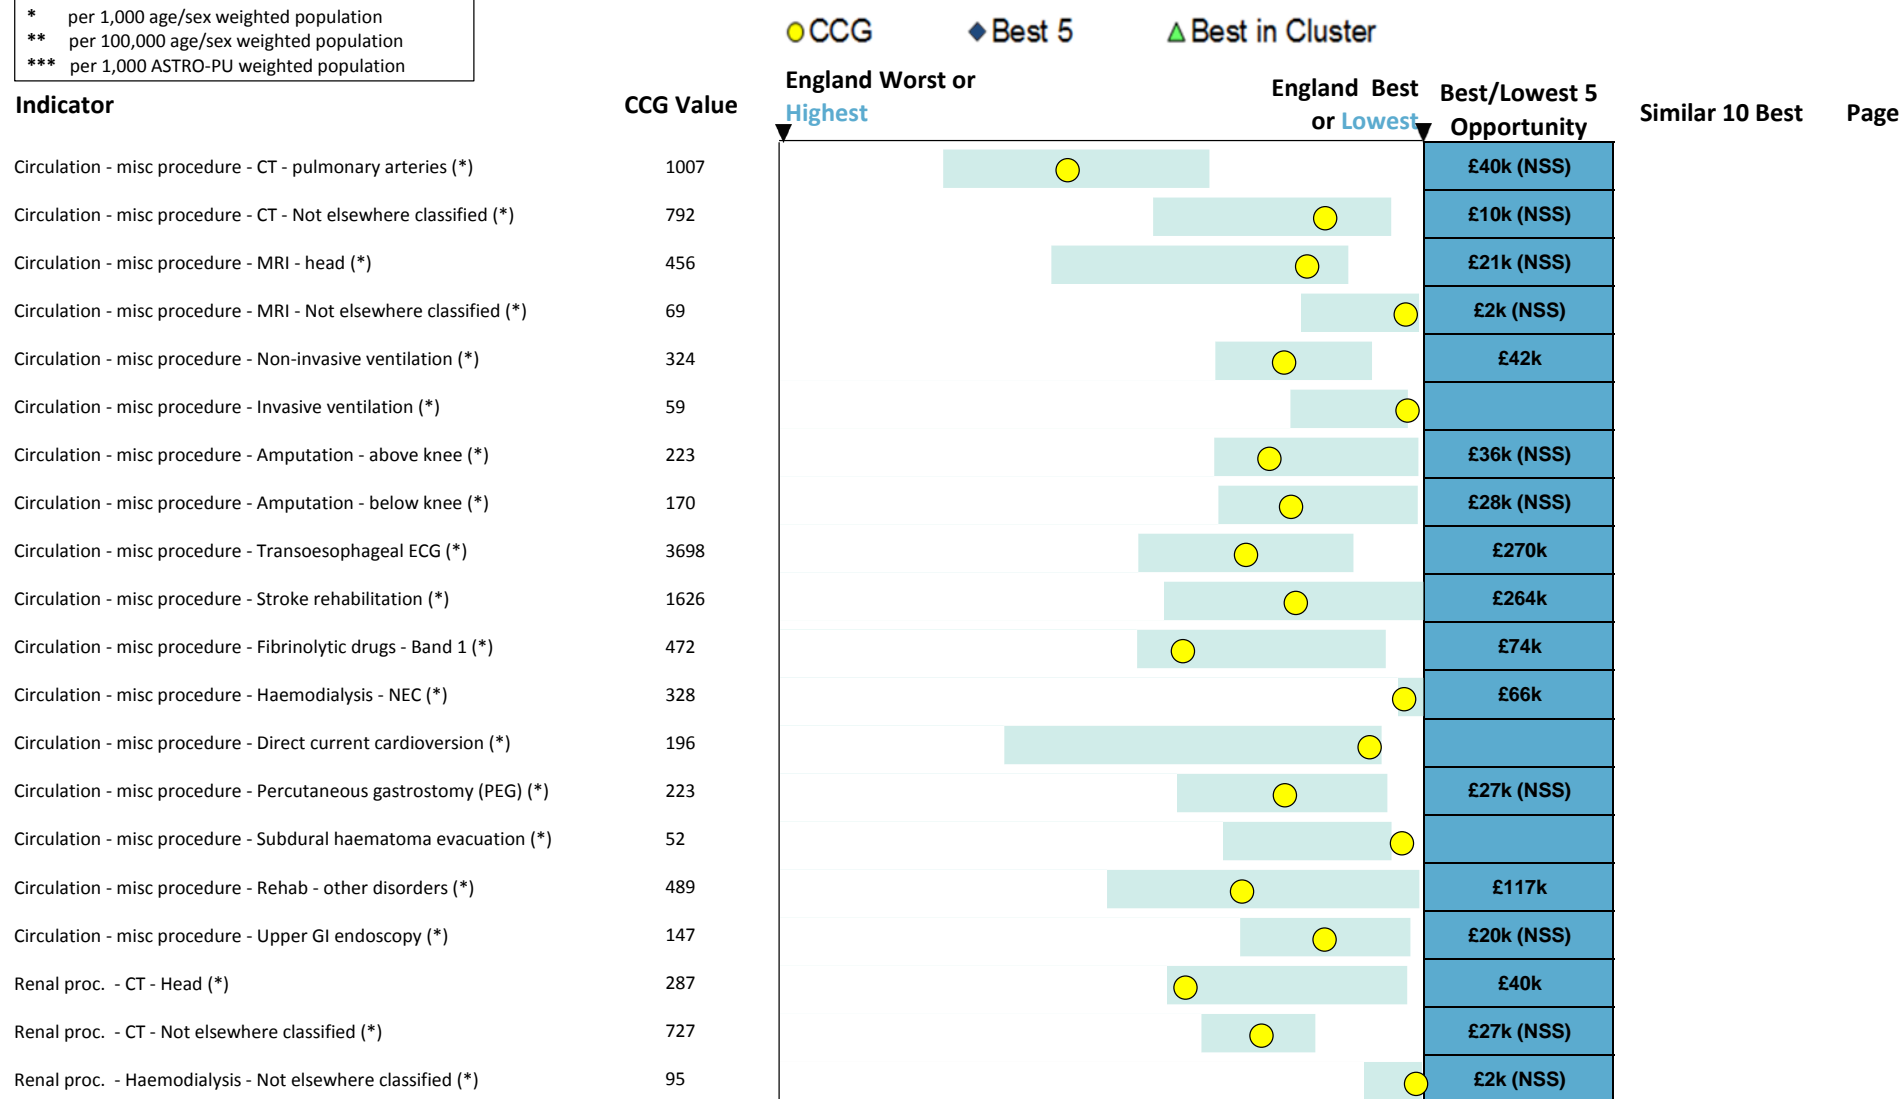 * per 1,000 age/sex weighted population
** per 100,000 age/sex weighted population
*** per 1,000 ASTRO-PU weighted population
CCG Best 5 Best in Cluster
Indicator CCG Value England Worst or Highest England Best or Lowest Best/Lowest 5 Opportunity Similar 10 Best Page
Circulation - misc procedure - CT - pulmonary arteries (*) 1007 £40k (NSS)
Circulation - misc procedure - CT - Not elsewhere classified (*) 792 £10k (NSS)
Circulation - misc procedure - MRI - head (*) 456 £21k (NSS)
Circulation - misc procedure - MRI - Not elsewhere classified (*) 69 £2k (NSS)
Circulation - misc procedure - Non-invasive ventilation (*) 324 £42k
Circulation - misc procedure - Invasive ventilation (*) 59
Circulation - misc procedure - Amputation - above knee (*) 223 £36k (NSS)
Circulation - misc procedure - Amputation - below knee (*) 170 £28k (NSS)
Circulation - misc procedure - Transoesophageal ECG (*) 3698 £270k
Circulation - misc procedure - Stroke rehabilitation (*) 1626 £264k
Circulation - misc procedure - Fibrinolytic drugs - Band 1 (*) 472 £74k
Circulation - misc procedure - Haemodialysis - NEC (*) 328 £66k
Circulation - misc procedure - Direct current cardioversion (*) 196
Circulation - misc procedure - Percutaneous gastrostomy (PEG) (*) 223 £27k (NSS)
Circulation - misc procedure - Subdural haematoma evacuation (*) 52
Circulation - misc procedure - Rehab - other disorders (*) 489 £117k
Circulation - misc procedure - Upper GI endoscopy (*) 147 £20k (NSS)
Renal proc. - CT - Head (*) 287 £40k
Renal proc. - CT - Not elsewhere classified (*) 727 £27k (NSS)
Renal proc. - Haemodialysis - Not elsewhere classified (*) 95 £2k (NSS)